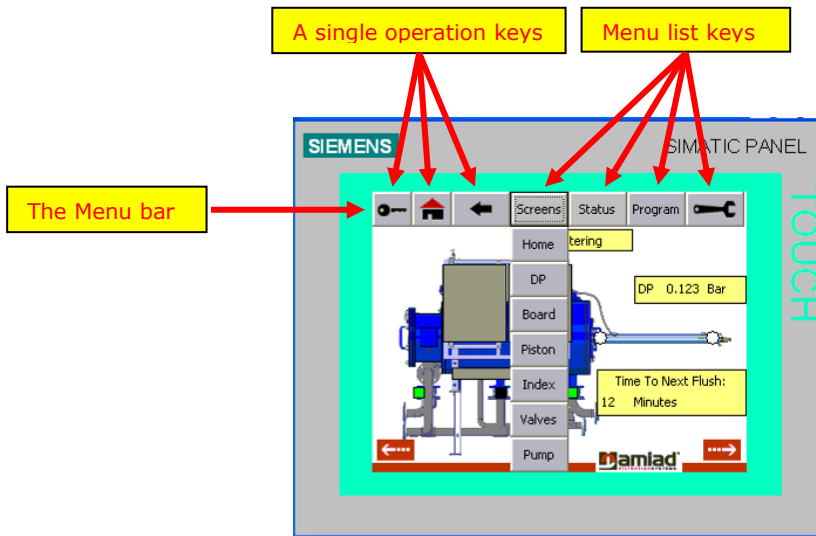 A single operation keys
Menu list keys
SIEMENS
SIMATIC PANEL
TOUCH
The Menu bar
Screens Status Program
Home
DP
Board
Piston
Index
Valves
Pump
tering
DP 0.123 Bar
Time To Next Flush:
12 Minutes
amiad